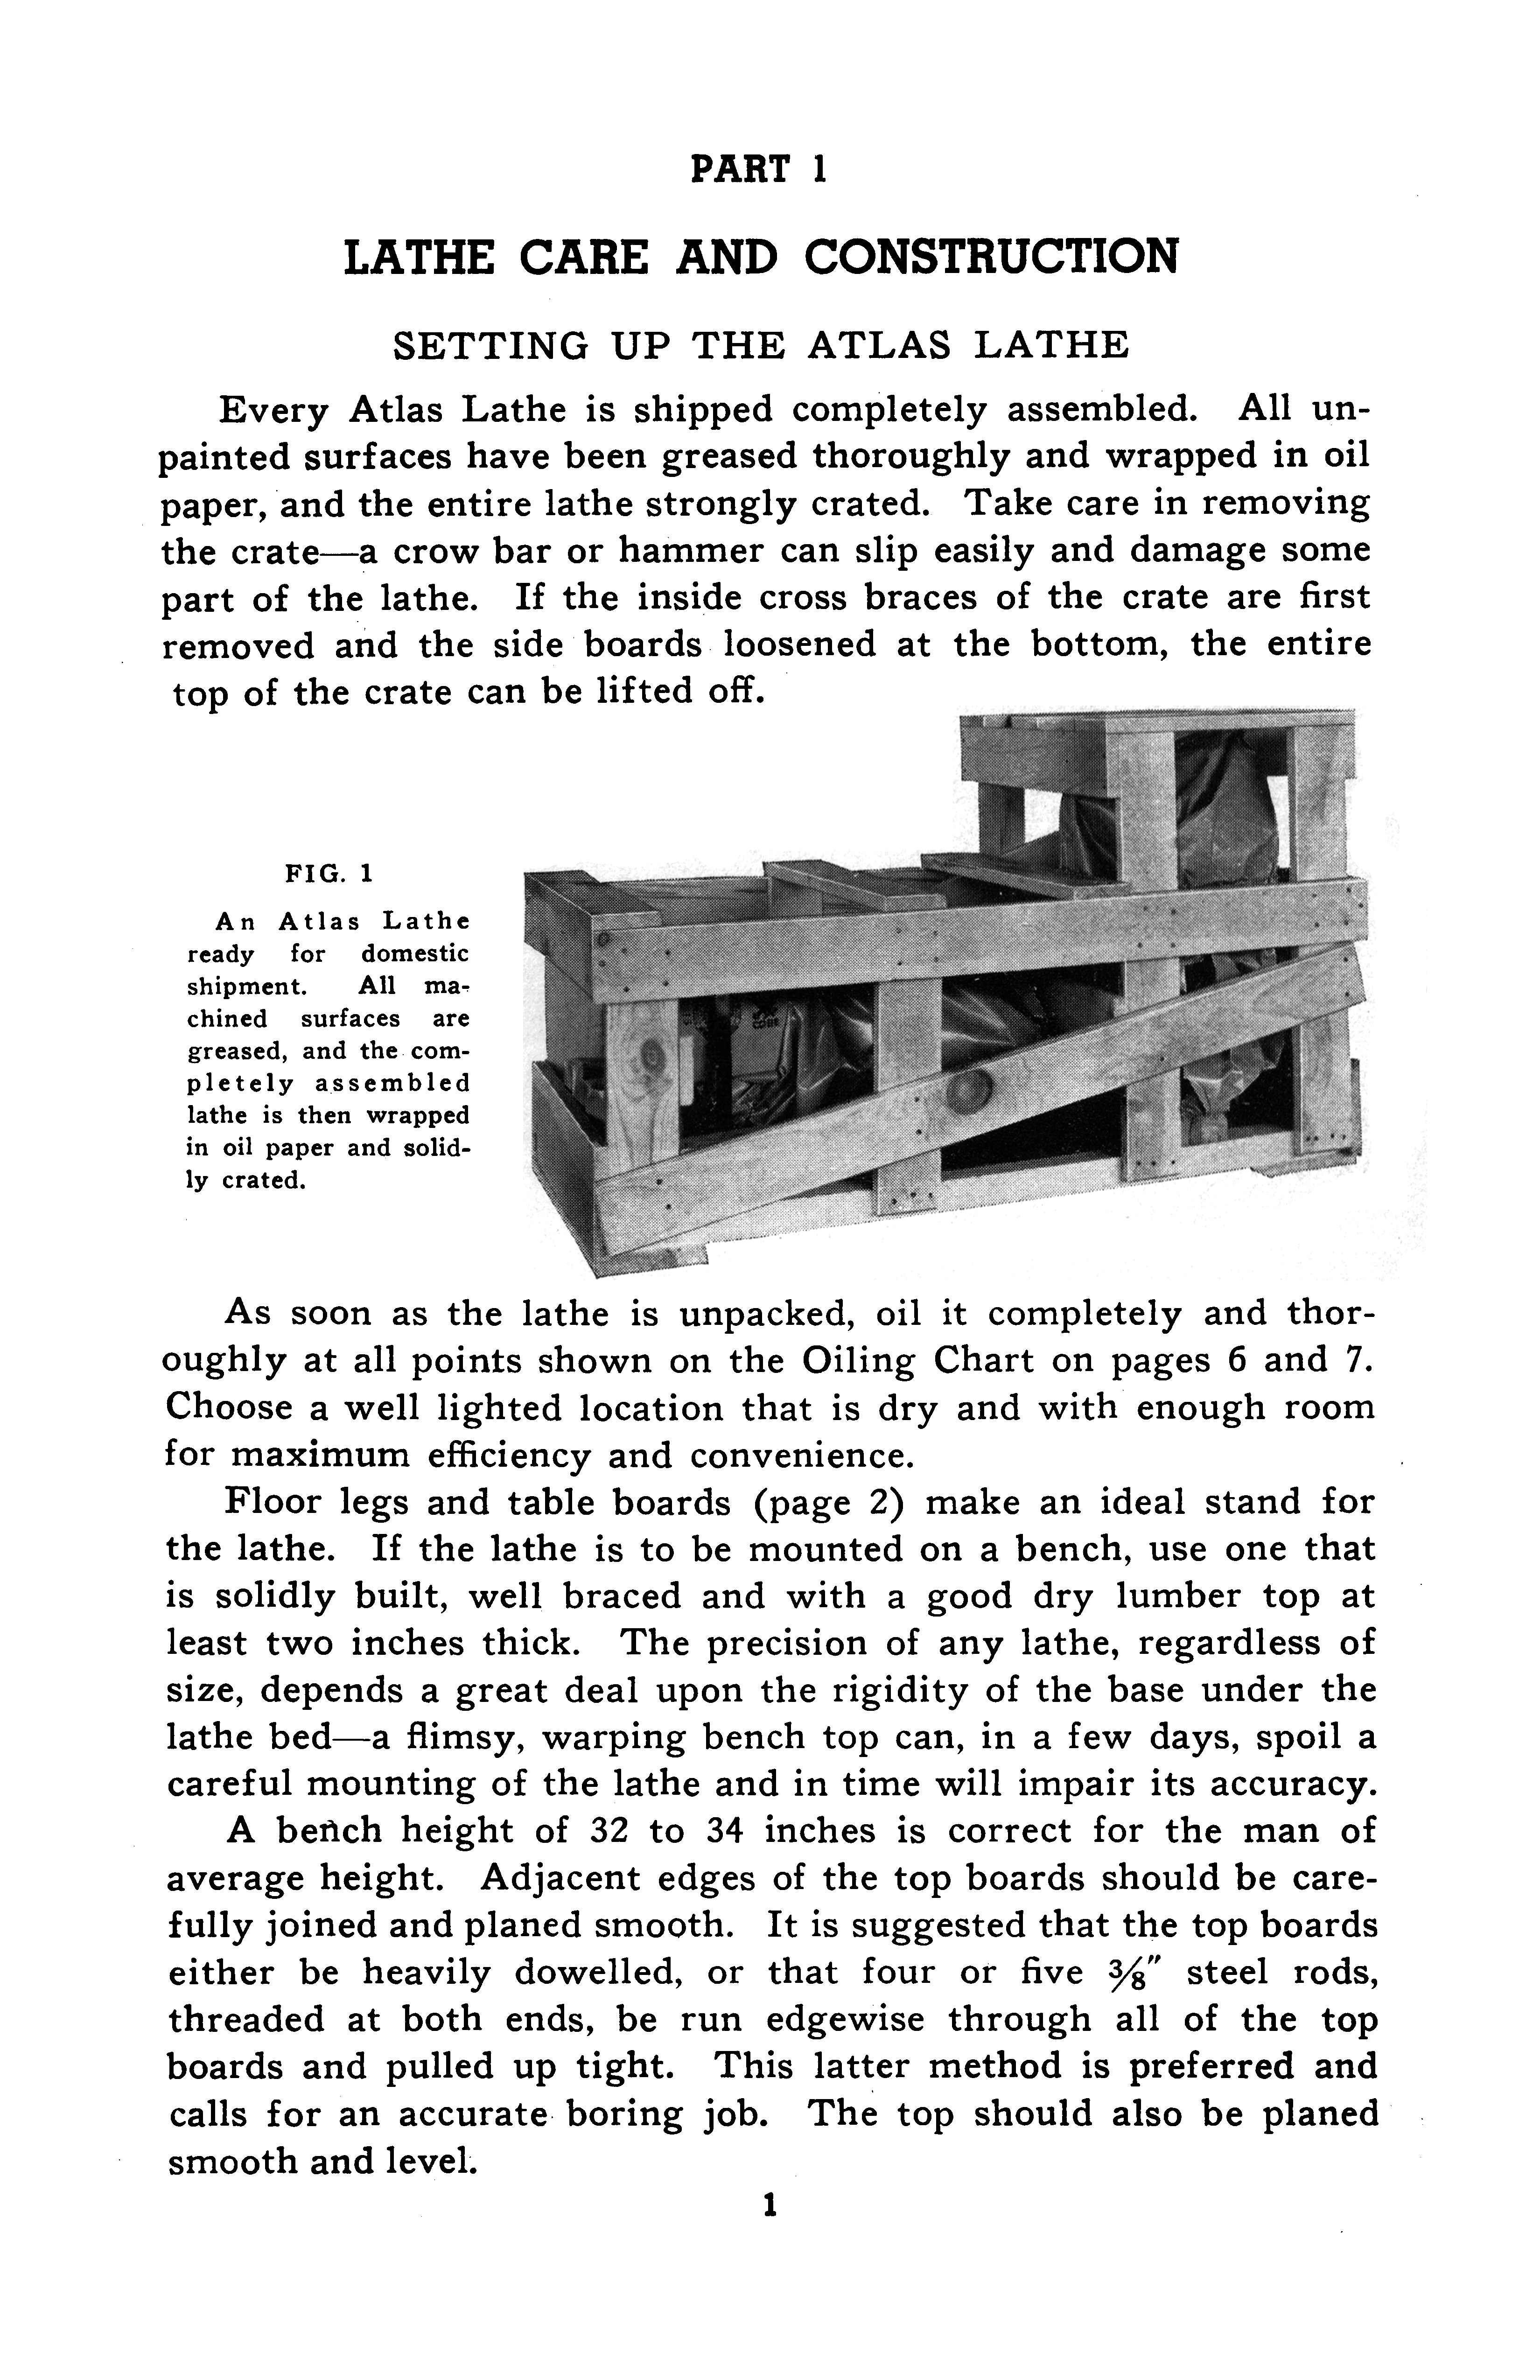 PART 1
LATHE CARE AND CONSTRUCTION
SETTING UP THE ATLAS LATHE
Every Atlas Lathe is shipped completely assembled. All un-
painted surfaces have been greased thoroughly and wrapped in oil
paper, and the entire lathe strongly crated. Take care in removing
the crate—a crow bar or hammer can slip easily and damage some
part of the lathe. If the inside cross braces of the crate are first
removed and the side boards loosened at the bottom, the entire
top of the crate can be lifted off.
FIG. 1
An Atlas Lathe
ready for domestic
shipment. All ma-
chined surfaces are
greased, and the com-
pletely assembled
lathe is then wrapped
in oil paper and solid-
ly crated.
As soon as the lathe is unpacked, oil it completely and thor-
oughly at all points shown on the Oiling Chart on pages 6 and 7.
Choose a well lighted location that is dry and with enough room
for maximum efficiency and convenience.
Floor legs and table boards (page 2) make an ideal stand for
the lathe. If the lathe is to be mounted on a bench, use one that
is solidly built, well braced and with a good dry lumber top at
least two inches thick. The precision of any lathe, regardless of
size, depends a great deal upon the rigidity of the base under the
lathe bed—a flimsy, warping bench top can, in a few days, spoil a
careful mounting of the lathe and in time will impair its accuracy.
A bench height of 32 to 34 inches is correct for the man of
average height. Adjacent edges of the top boards should be care-
fully joined and planed smooth. It is suggested that the top boards
either be heavily dowelled, or that four or five 3/8" steel rods,
threaded at both ends, be run edgewise through all of the top
boards and pulled up tight. This latter method is preferred and
calls for an accurate boring job. The top should also be planed
smooth and level.
1